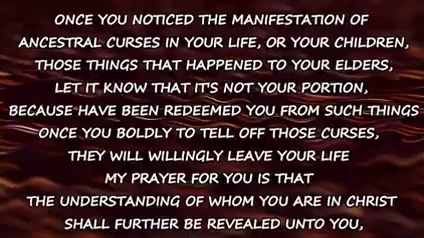 ONCE YOU NOTICED THE MANIFESTATION OF
ANCESTRAL CURSES IN YOUR LIFE, OR YOUR CHILDREN,
THOSE THINGS THAT HAPPENED TO YOUR ELDERS,
LET IT KNOW THAT IT'S NOT YOUR PORTION,
BECAUSE HAVE BEEN REDEEMED YOU FROM SUCH THINGS
ONCE YOU BOLDLY TO TELL OFF THOSE CURSES,
THEY WILL WILLINGLY LEAVE YOUR LIFE
MY PRAYER FOR YOU IS THAT
THE UNDERSTANDING OF WHOM YOU ARE IN CHRIST
SHALL FURTHER BE REVEALED UNTO YOU,